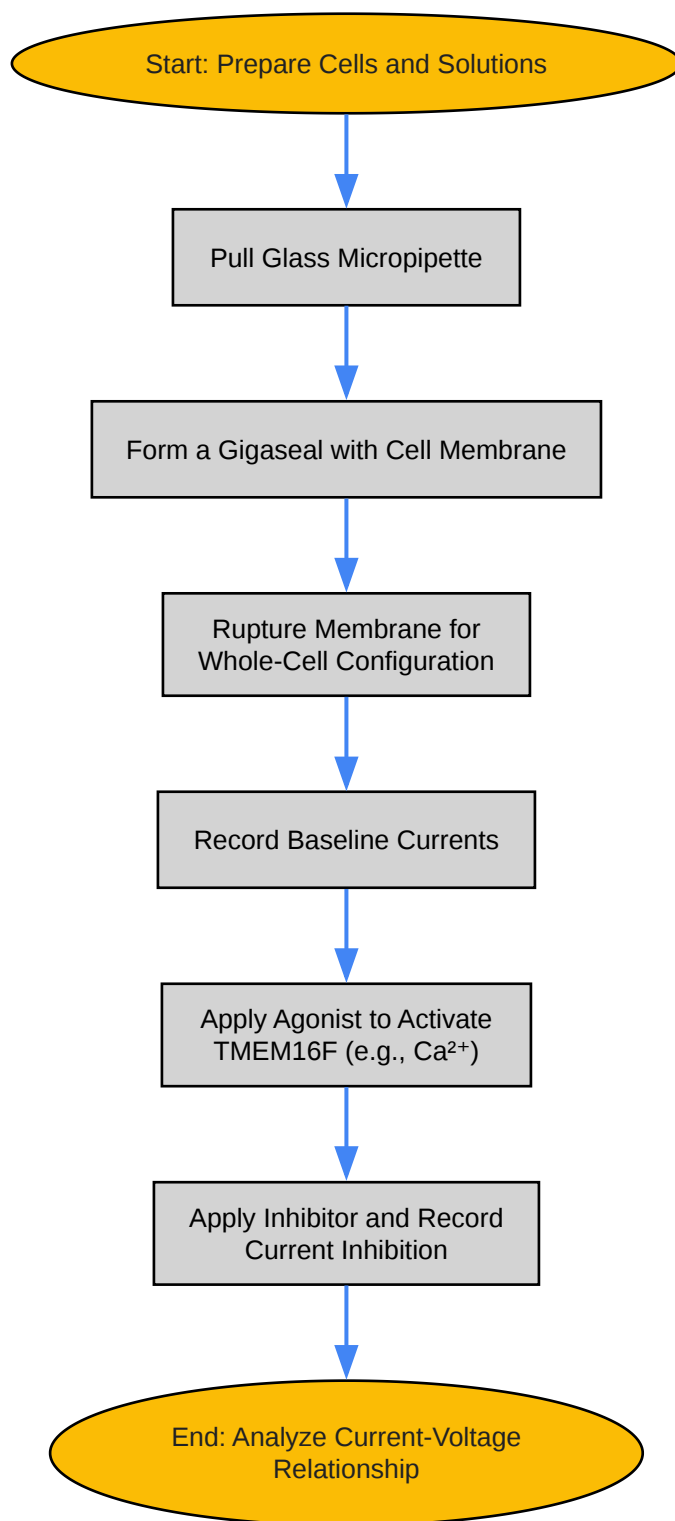 Start: Prepare Cells and Solutions
Pull Glass Micropipette
Form a Gigaseal with Cell Membrane
Rupture Membrane for
Whole-Cell Configuration
Record Baseline Currents
Apply Agonist to Activate
TMEM16F (e.g., Ca²⁺)
Apply Inhibitor and Record
Current Inhibition
End: Analyze Current-Voltage
Relationship